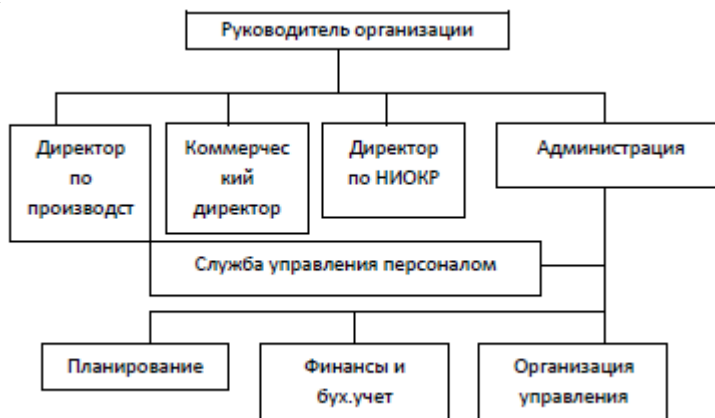 Руководитель организации
Директор
по
производст
Коммерчес
кий
директор
Директор
по НИОКР
Администрация
Служба управления персоналом
Планирование
Финансы и
бух.учет
Организация
управления